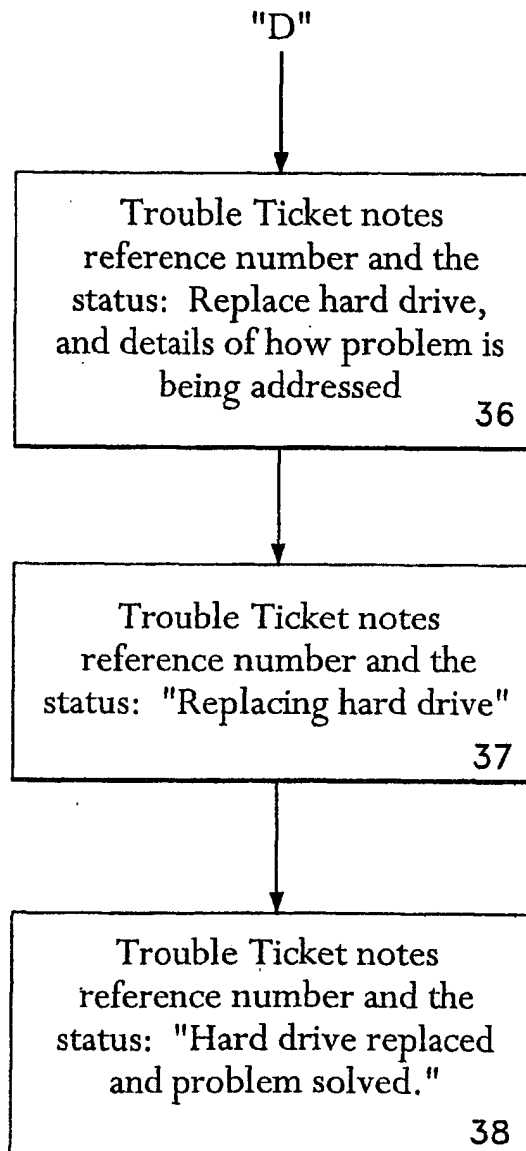 "D"
Trouble Ticket notes
reference number and the
status: Replace hard drive,
and details of how problem is
being addressed
36
Trouble Ticket notes
reference number and the
status: "Replacing hard drive"
37
Trouble Ticket notes
reference number and the
status: "Hard drive replaced
and problem solved."
38